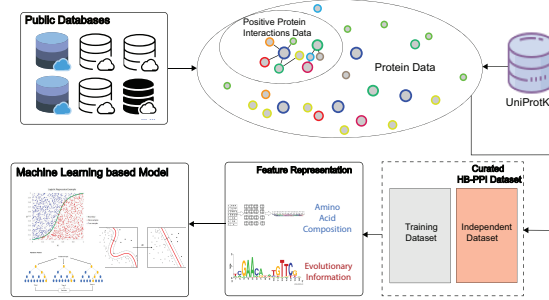 Public Databases
Positive Protein
Interactions Data
Protein Data
UniProtK
Machine Learning based Model
Feature Representation
Amino
Acid
Composition
Evolutionary
Information
Curated
HB-PPI Dataset
Training
Dataset
Independent
Dataset